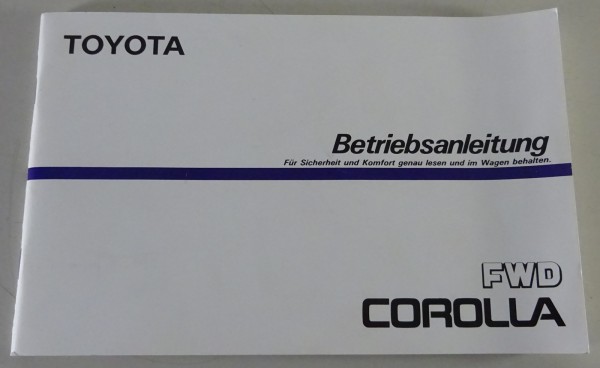 TOYOTA
Betriebsanleitung
Für Sicherheit und Komfort genau lesen und im Wagen behalten.
FWD
COROLLA